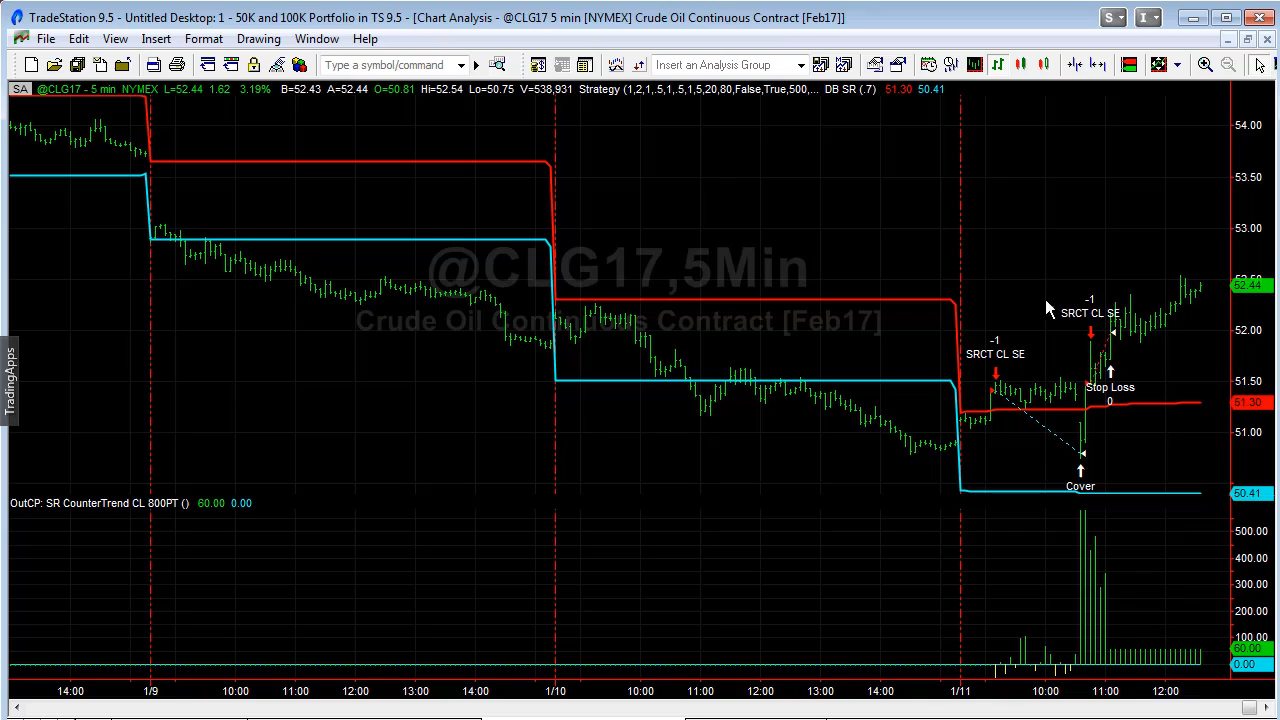 TradeStation 9.5 - Untitled Desktop: 1 - 50K and 100K Portfolio in TS 9.5 - [Chart Analysis - @CLG17 5 min [NYMEX] Crude Oil Continuous Contract [Feb17]]
S I
File Edit View Insert Format Drawing Window Help
Type a symbol/command Insert an Analysis Group
SA @CLG17 - 5 min NYMEX L=52.44 1.62 3.19% B=52.43 A=52.44 O=50.81 Hi=52.54 Lo=50.75 V=538,931 Strategy (1,2,1,.5,1,.5,1,5,20,80,False,True,500,... DB SR (.7) 51.30 50.41
54.00
53.50
53.00
@CLG17,5Min
52.50
52.44
-1
SRCT CL SE
Crude Oil Continuous Contract [Feb17]
52.00
-1
SRCT CL SE
TradingApps
51.50
Stop Loss
0
51.30
51.00
Cover
50.41
OutCP: SR CounterTrend CL 800PT () 60.00 0.00
500.00
400.00
300.00
200.00
100.00
60.00
0.00
14:00 1/9 10:00 11:00 12:00 13:00 14:00 1/10 10:00 11:00 12:00 13:00 14:00 1/11 10:00 11:00 12:00